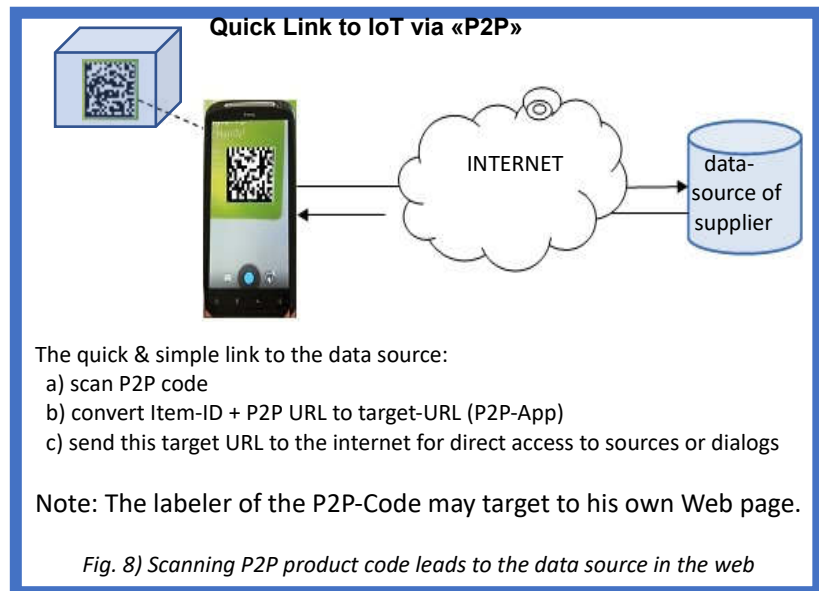 Quick Link to IoT via «P2P»
INTERNET
data-
source of
supplier
The quick & simple link to the data source:
a) scan P2P code
b) convert Item-ID + P2P URL to target-URL (P2P-App)
c) send this target URL to the internet for direct access to sources or dialogs
Note: The labeler of the P2P-Code may target to his own Web page.
Fig. 8) Scanning P2P product code leads to the data source in the web